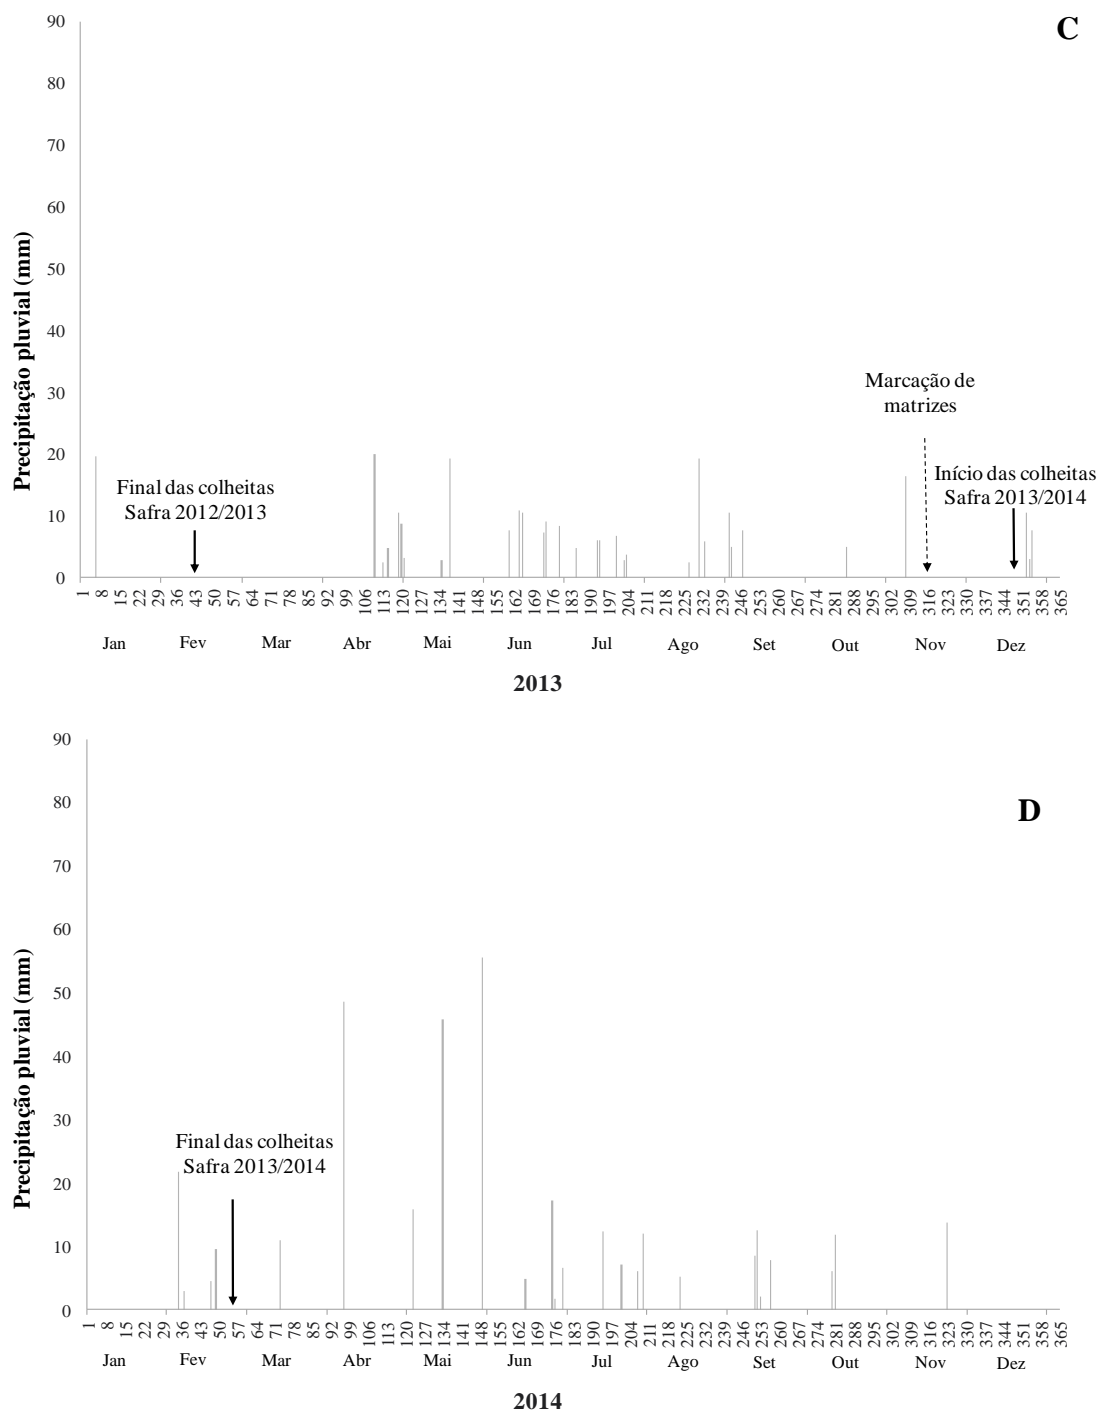 C
90
80
70
60
50
40
30
20
10
0
Precipitação pluvial (mm)
Final das colheitas
Safra 2012/2013
Marcação de
matrizes
Início das colheitas
Safra 2013/2014
1 8 15 22 29 36 43 50 57 64 71 78 85 92 99 106 113 120 127 134 141 148 155 162 169 176 183 190 197 204 211 218 225 232 239 246 253 260 267 274 281 288 295 302 309 316 323 330 337 344 351 358 365
Jan Fev Mar Abr Mai Jun Jul Ago Set Out Nov Dez
2013
D
90
80
70
60
50
40
30
20
10
0
Precipitação pluvial (mm)
Final das colheitas
Safra 2013/2014
1 8 15 22 29 36 43 50 57 64 71 78 85 92 99 106 113 120 127 134 141 148 155 162 169 176 183 190 197 204 211 218 225 232 239 246 253 260 267 274 281 288 295 302 309 316 323 330 337 344 351 358 365
Jan Fev Mar Abr Mai Jun Jul Ago Set Out Nov Dez
2014